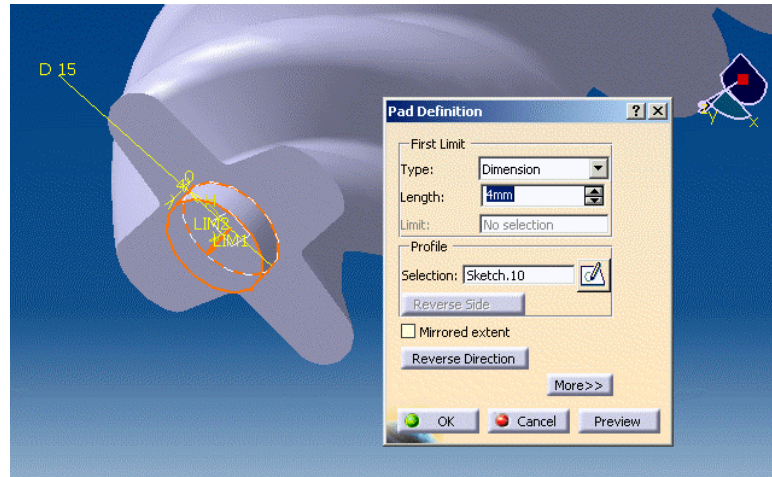 D 15
LIM2
LIM1
y
x
Pad Definition
First Limit
Type: Dimension
Length: 4mm
Limit: No selection
Profile
Selection: Sketch.10
Reverse Side
Mirrored extent
Reverse Direction
More>>
OK Cancel Preview